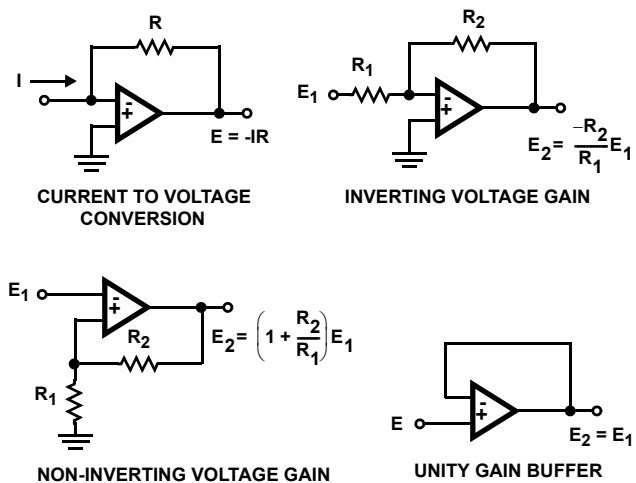 R
I
-
+
E = -IR
CURRENT TO VOLTAGE
CONVERSION
R2
R1
E1
-
+
E2 = −R2/R1 E1
INVERTING VOLTAGE GAIN
E1
-
+
R2
R1
E2 = (1 + R2/R1) E1
NON-INVERTING VOLTAGE GAIN
-
+
E
E2 = E1
UNITY GAIN BUFFER